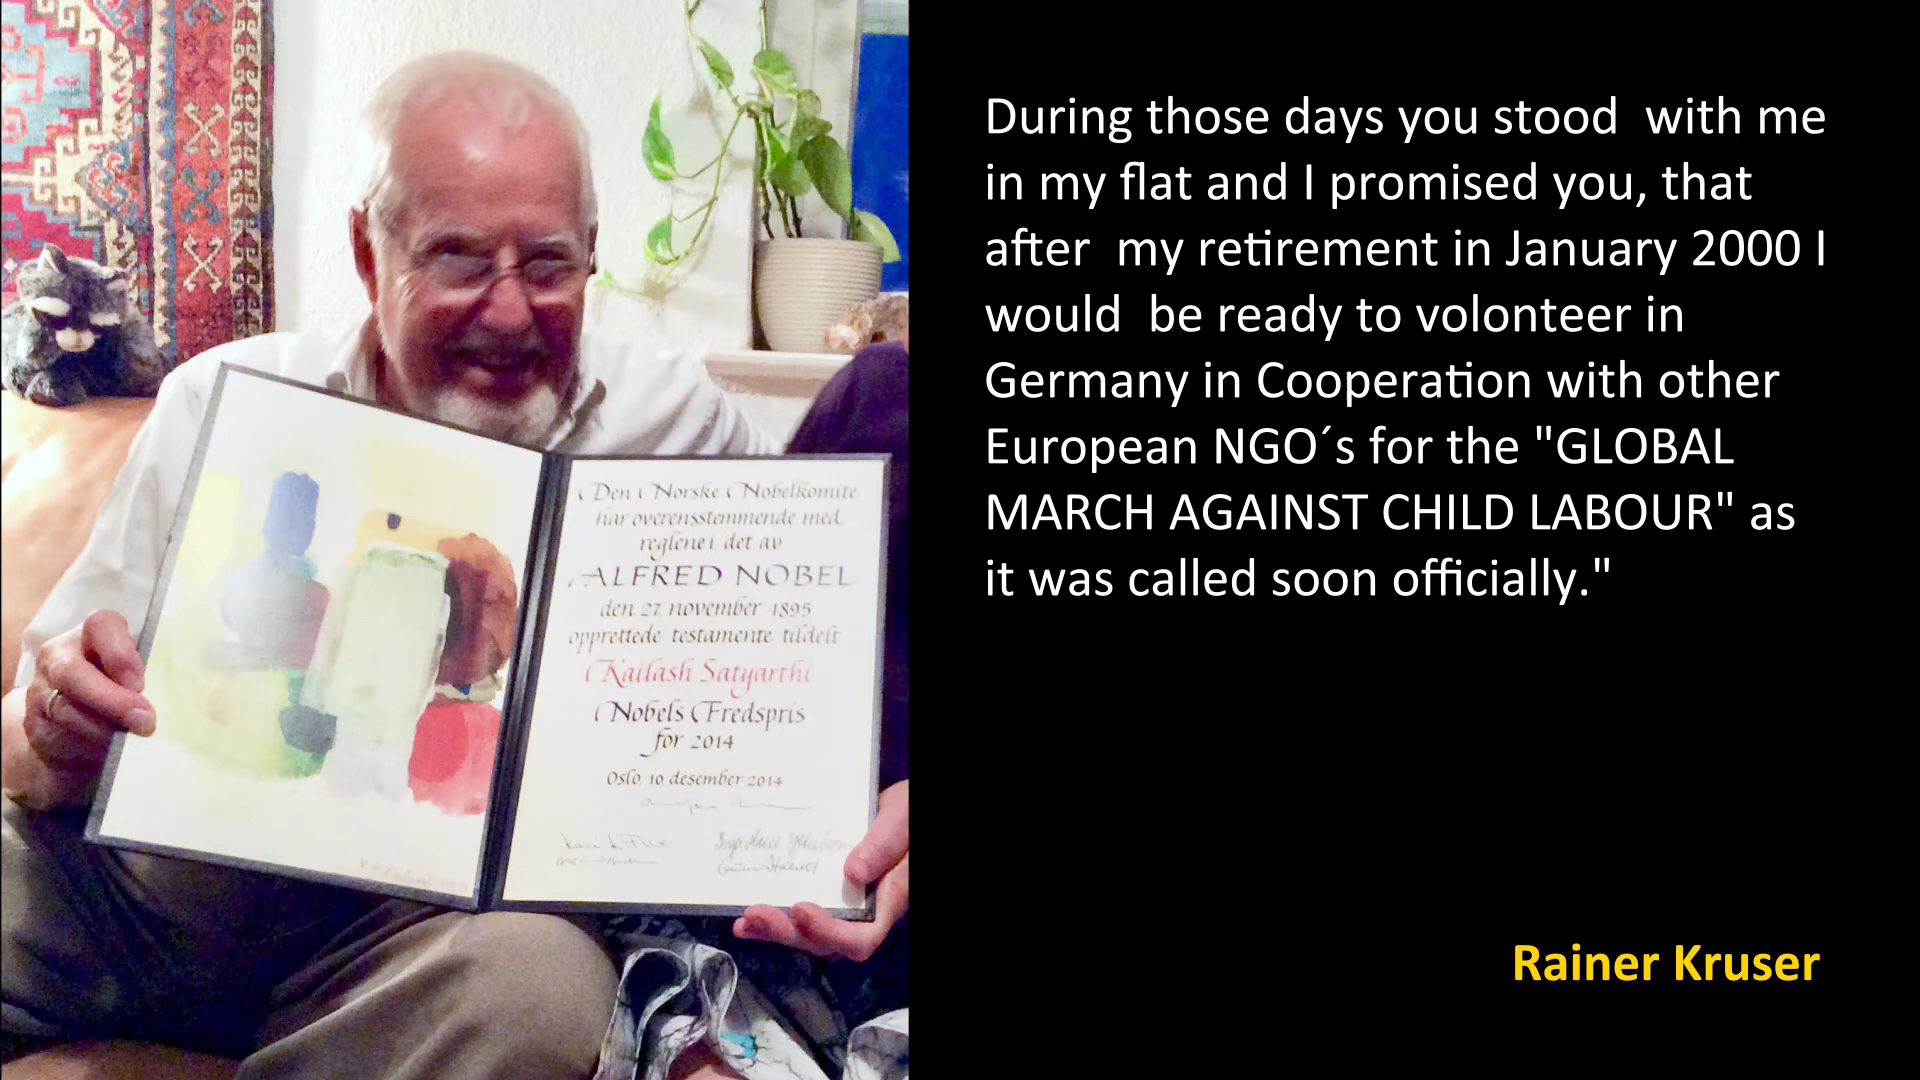 During those days you stood  with me
in my flat and I promised you, that
after  my retirement in January 2000 I
would  be ready to volonteer in
Germany in Cooperation with other
European NGO´s for the "GLOBAL
MARCH AGAINST CHILD LABOUR" as
it was called soon officially."
Rainer Kruser
Den Norske Nobelkomite
har overensstemmende med
reglene i det av
ALFRED NOBEL
den 27. november 1895
opprettede testamente tildelt
Kailash Satyarthi
Nobels Fredspris
for 2014
Oslo, 10 desember 2014